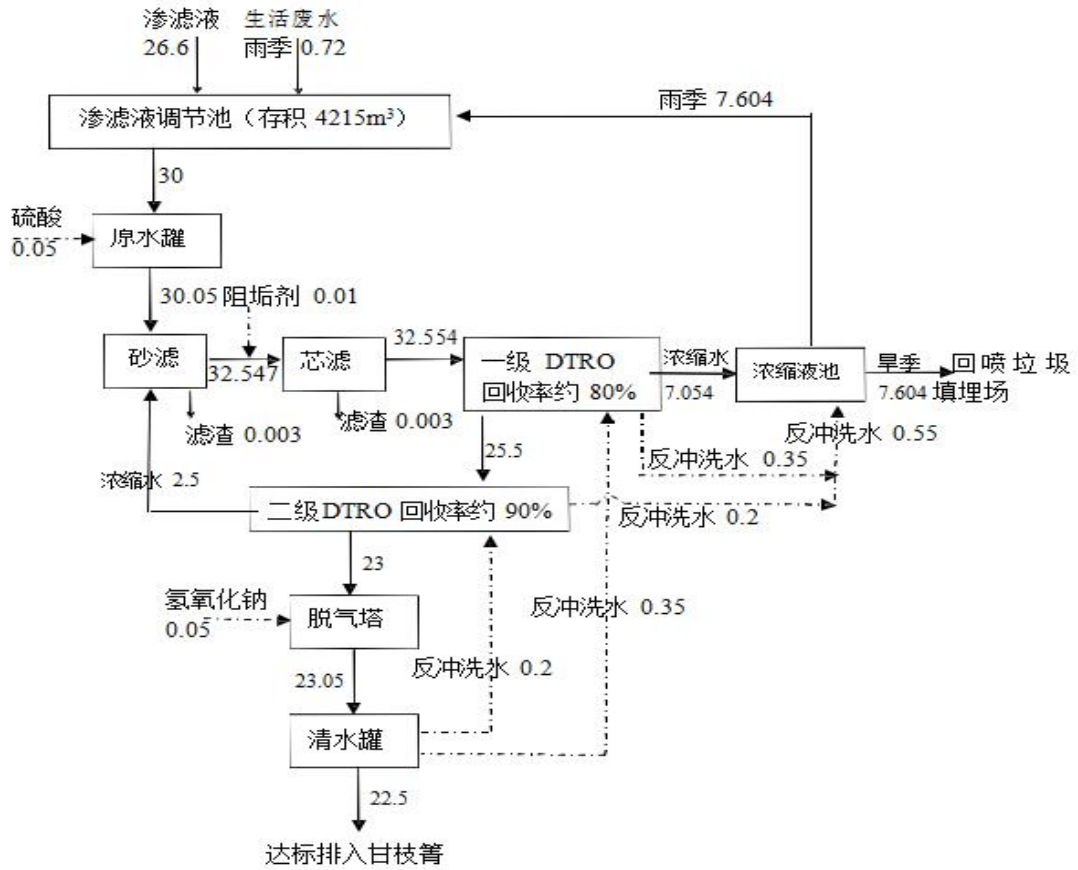 渗滤液
26.6
生活废水
雨季 0.72
雨季 7.604
渗滤液调节池（存积 4215m³）
30
硫酸
0.05
原水罐
30.05 阻垢剂 0.01
砂滤
32.547
芯滤
32.554
一级 DTRO
回收率约 80%
浓缩水
7.054
浓缩液池
旱季
7.604
回喷垃圾
填埋场
滤渣 0.003
滤渣 0.003
反冲洗水 0.55
25.5
反冲洗水 0.35
浓缩水 2.5
二级DTRO 回收率约 90%
反冲洗水 0.2
23
氢氧化钠
0.05
脱气塔
反冲洗水 0.35
反冲洗水 0.2
23.05
清水罐
22.5
达标排入甘枝箐